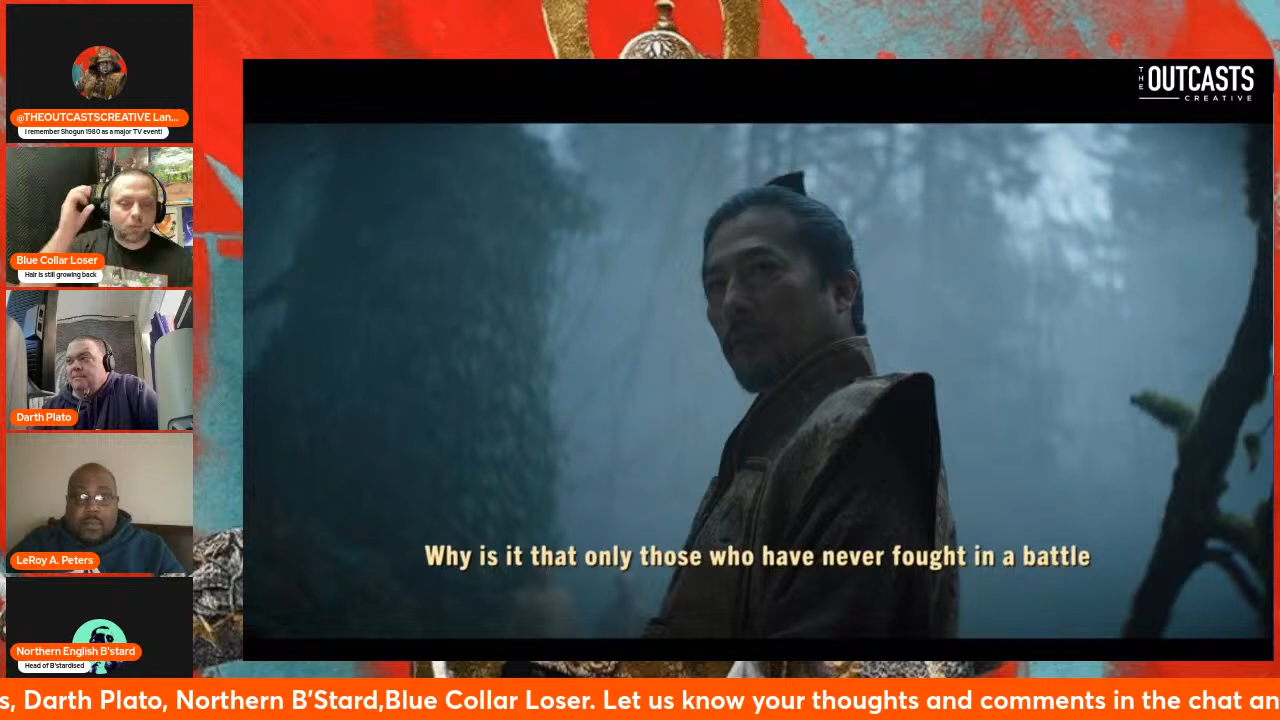 @THEOUTCASTSCREATIVE Lan...
I remember Shogun 1980 as a major TV event!
Blue Collar Loser
Hair is still growing back
Darth Plato
LeRoy A. Peters
Northern English B'stard
Head of B'stardised
THE OUTCASTS
CREATIVE
Why is it that only those who have never fought in a battle
s, Darth Plato, Northern B'Stard,Blue Collar Loser. Let us know your thoughts and comments in the chat an